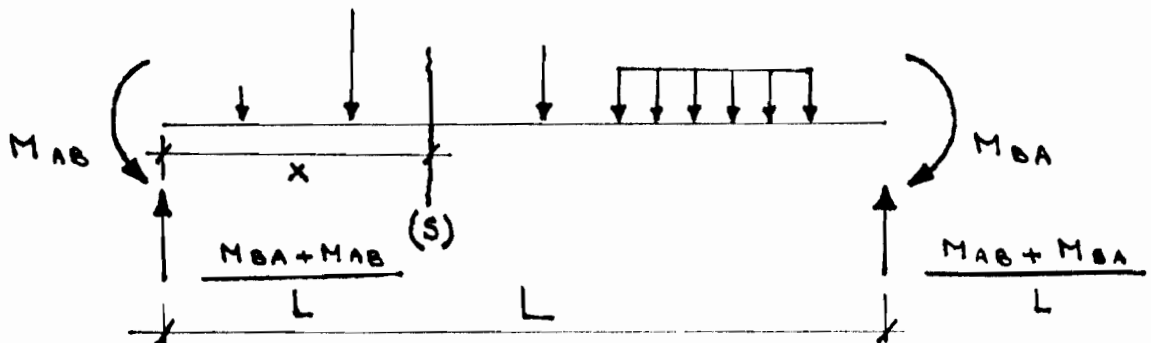 M AB
x
(S)
M BA
M BA + M AB
L
L
M AB + M BA
L